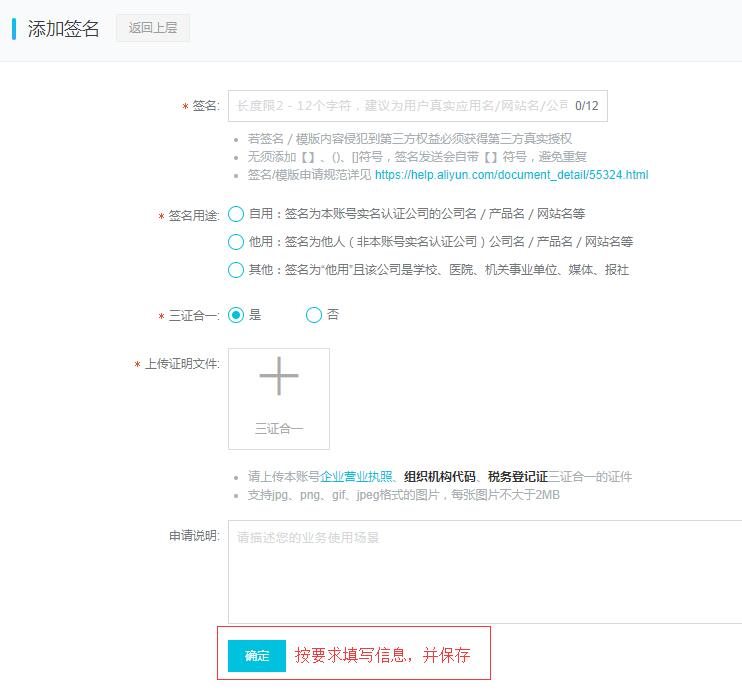 添加签名 返回上层
* 签名: 长度限2-12个字符，建议为用户真实应用名/网站名/公司 0/12
若签名／模版内容侵犯到第三方权益必须获得第三方真实授权
无须添加【】、()、[]符号，签名发送会自带【】符号，避免重复
签名/模版申请规范详见 https://help.aliyun.com/document_detail/55324.html
* 签名用途: 自用：签名为本账号实名认证公司的公司名／产品名／网站名等
他用：签名为他人（非本账号实名认证公司）公司名／产品名／网站名等
其他：签名为“他用”且该公司是学校、医院、机关事业单位、媒体、报社
* 三证合一: 是 否
* 上传证明文件:
三证合一
请上传本账号企业营业执照、组织机构代码、税务登记证三证合一的证件
支持jpg、png、gif、jpeg格式的图片，每张图片不大于2MB
申请说明: 请描述您的业务使用场景
确定 按要求填写信息，并保存